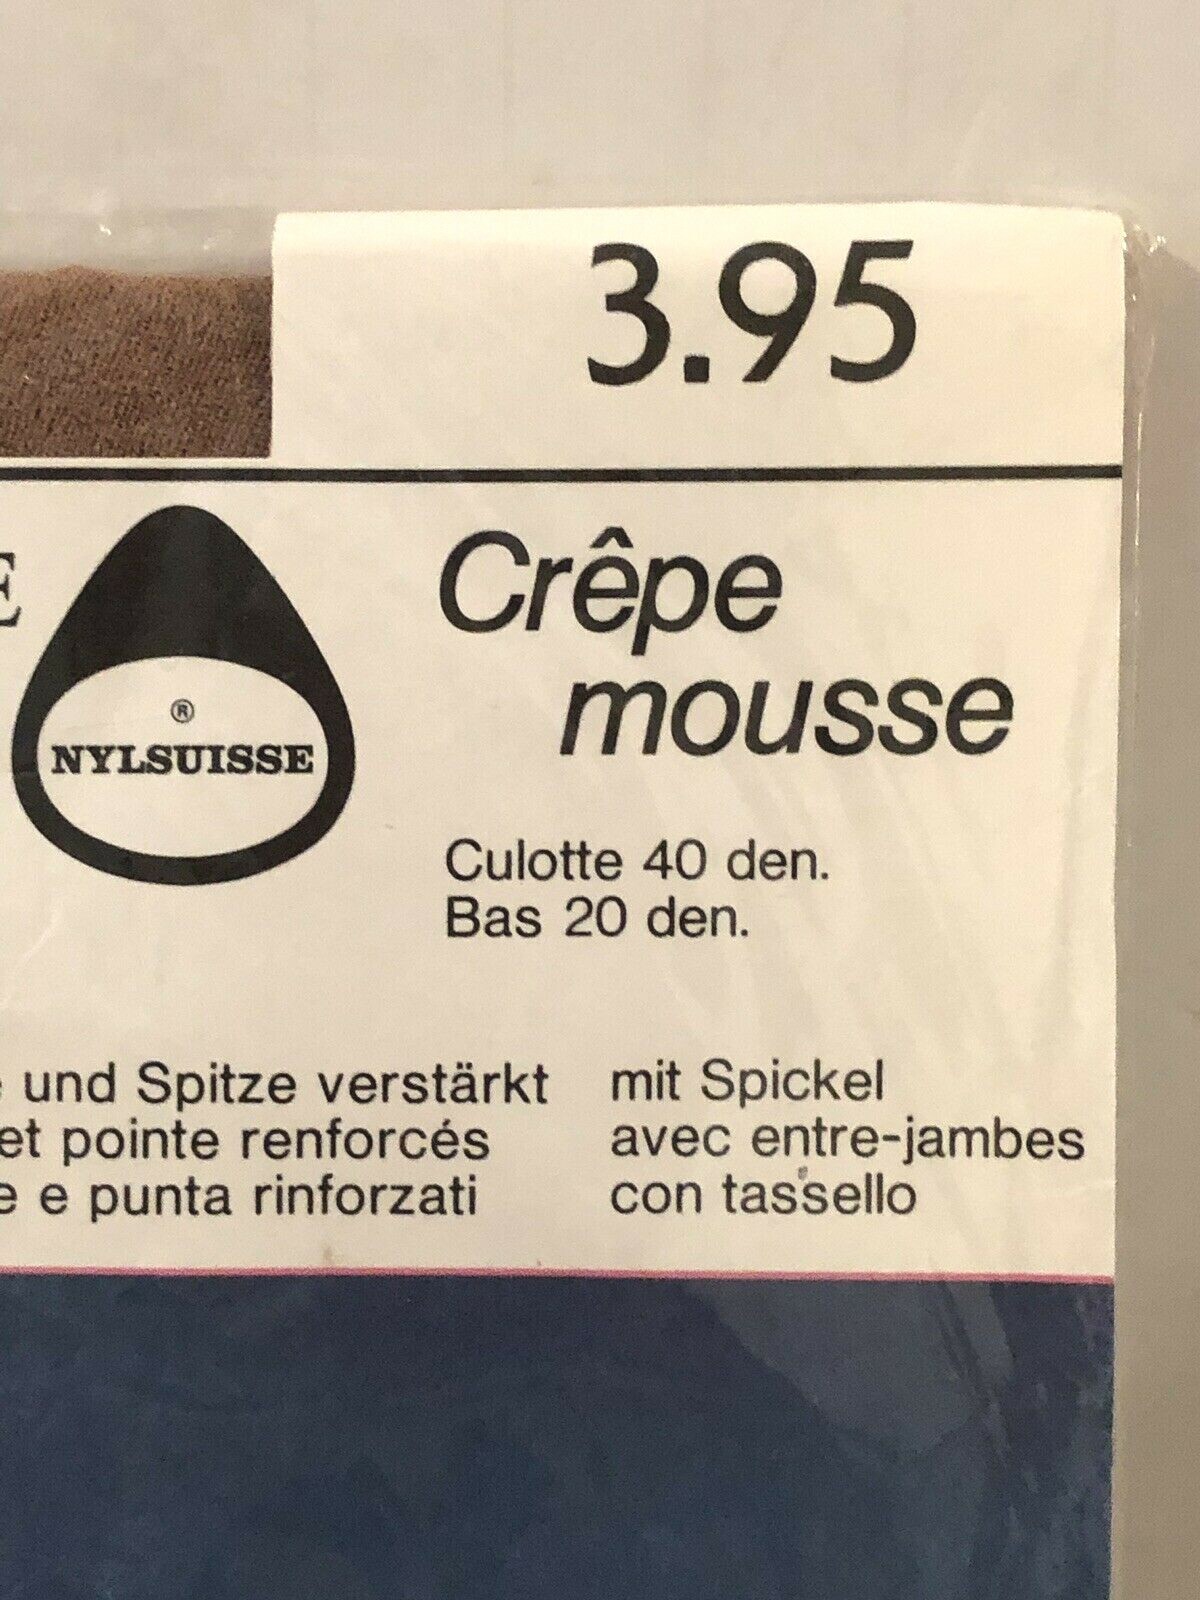 3.95
E
®
NYLSUISSE
Crêpe
mousse
Culotte 40 den.
Bas 20 den.
und Spitze verstärkt
et pointe renforcés
e punta rinforzati
mit Spickel
avec entre-jambes
con tassello